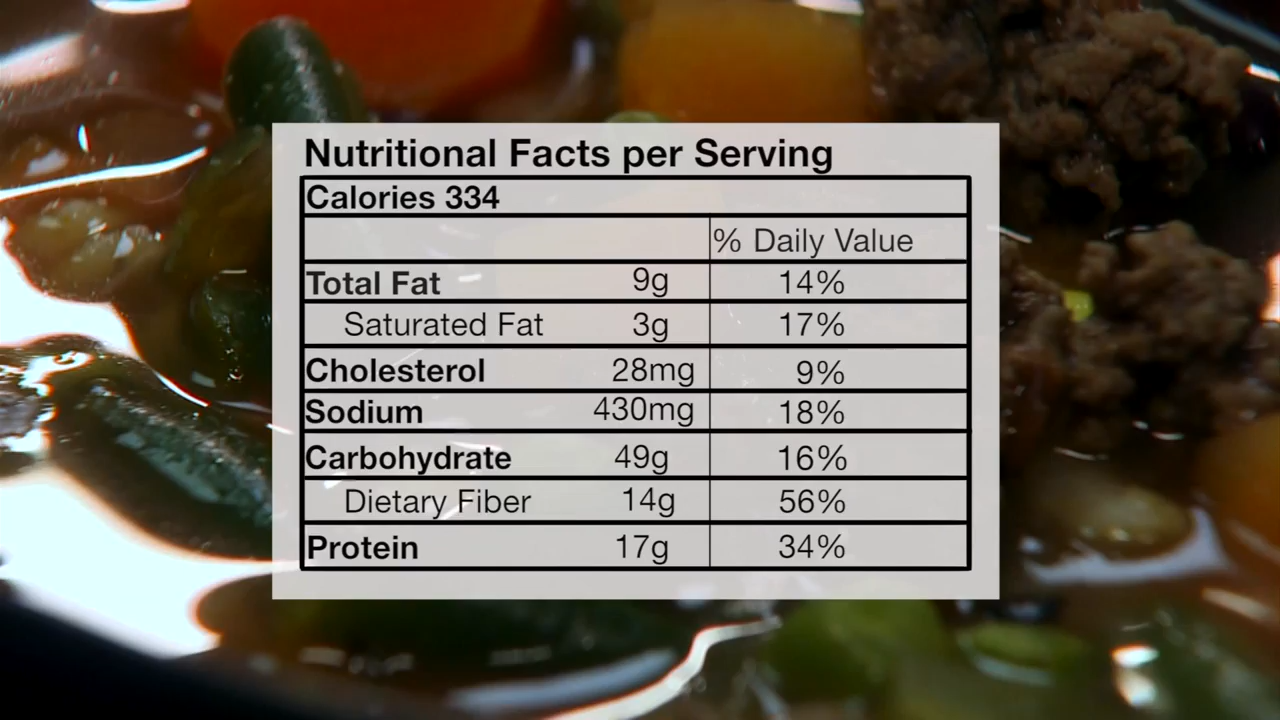 Nutritional Facts per Serving
Calories 334
% Daily Value
Total Fat 9g 14%
Saturated Fat 3g 17%
Cholesterol 28mg 9%
Sodium 430mg 18%
Carbohydrate 49g 16%
Dietary Fiber 14g 56%
Protein 17g 34%